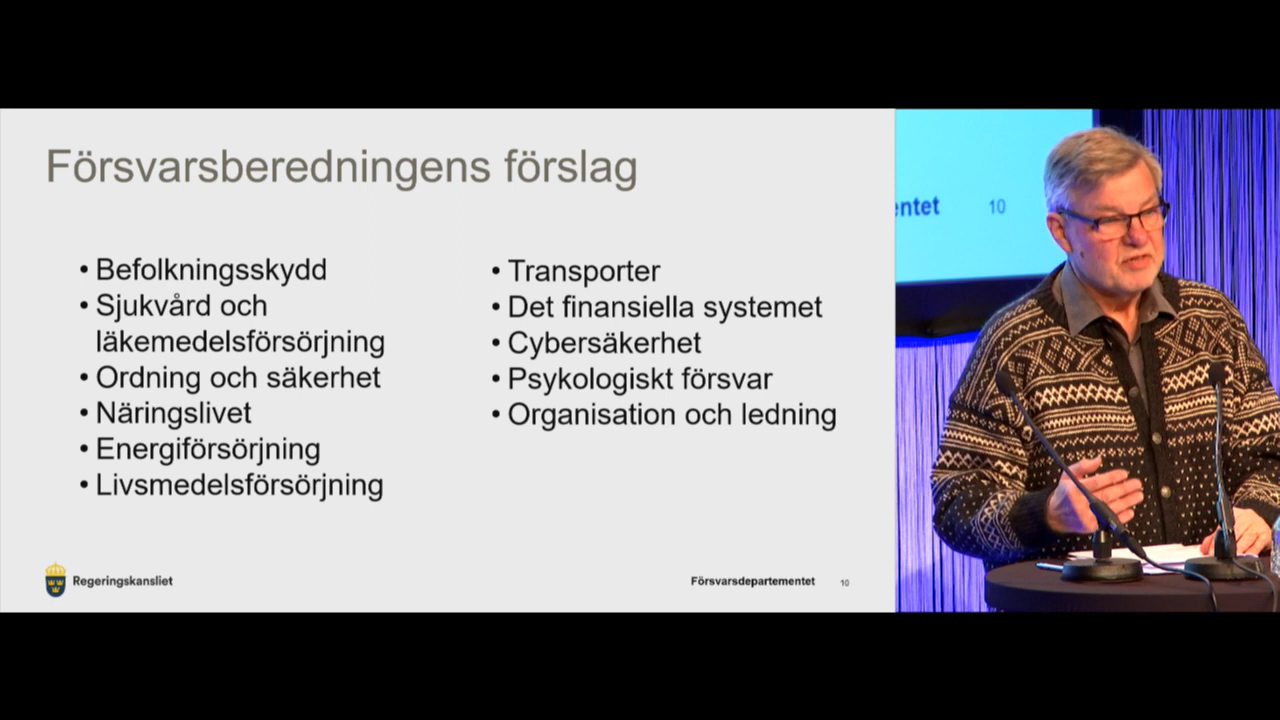 Försvarsberedningens förslag
• Befolkningsskydd
• Sjukvård och
läkemedelsförsörjning
• Ordning och säkerhet
• Näringslivet
• Energiförsörjning
• Livsmedelsförsörjning
• Transporter
• Det finansiella systemet
• Cybersäkerhet
• Psykologiskt försvar
• Organisation och ledning
Regeringskansliet
Försvarsdepartementet 10
entet 10